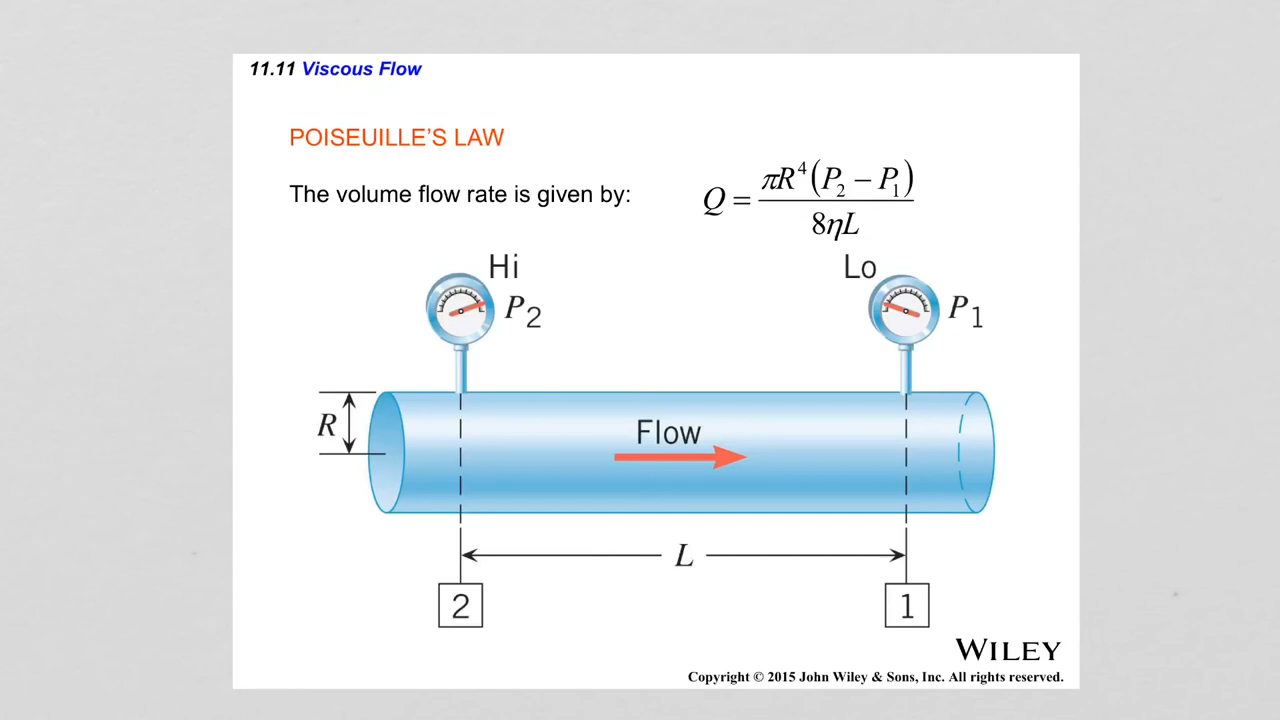 11.11 Viscous Flow
POISEUILLE’S LAW
The volume flow rate is given by:
Q = πR⁴(P₂ − P₁) / 8ηL
Hi
P₂
Lo
P₁
R
Flow
L
2
1
WILEY
Copyright © 2015 John Wiley & Sons, Inc. All rights reserved.